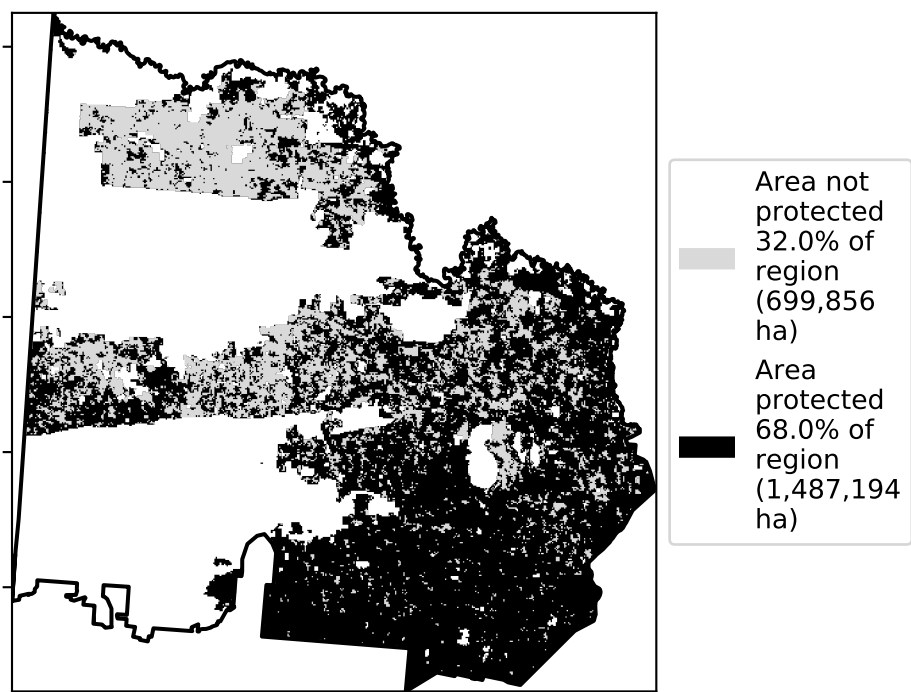 Area not
protected
32.0% of
region
(699,856
ha)
Area
protected
68.0% of
region
(1,487,194
ha)